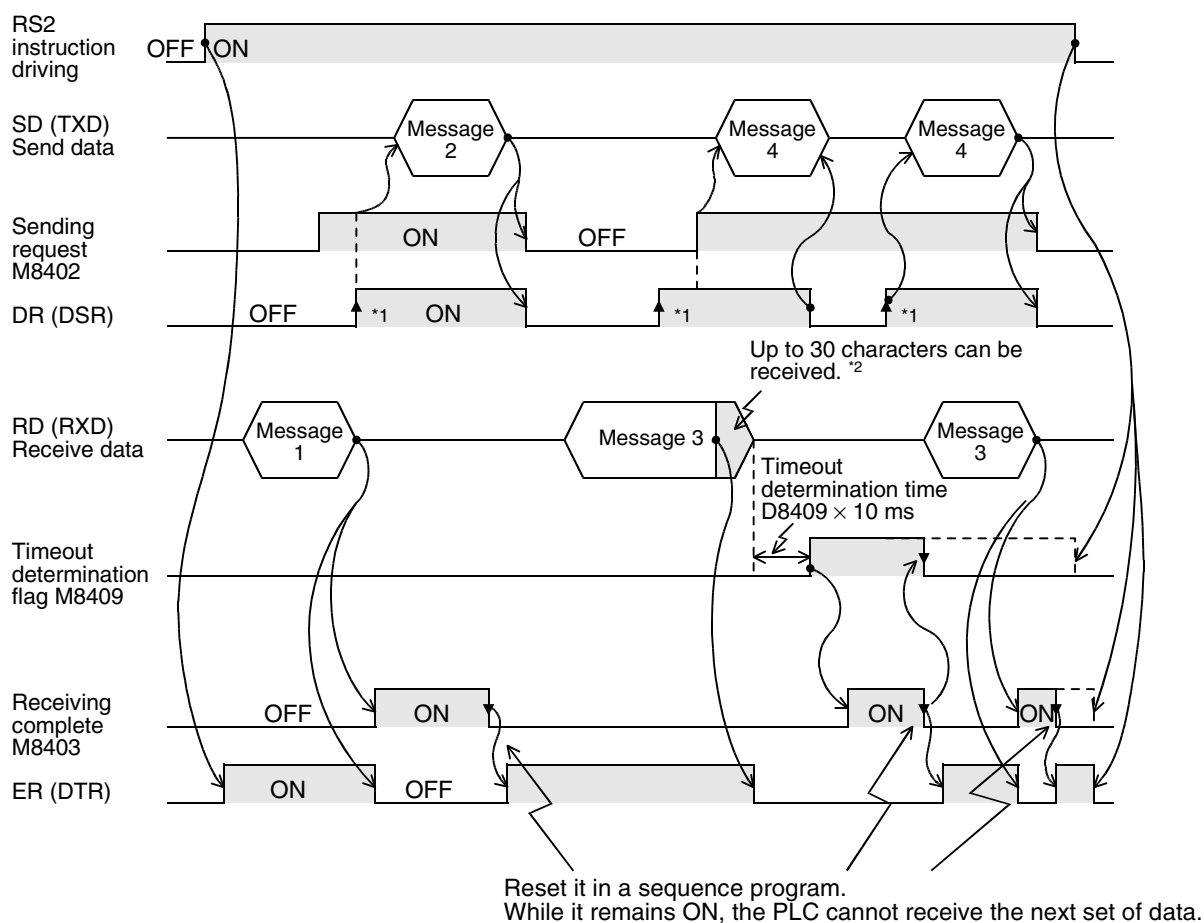 RS2
instruction
driving
OFF
ON
SD (TXD)
Send data
Message
2
Message
4
Message
4
Sending
request
M8402
ON
OFF
DR (DSR)
OFF
*1
ON
*1
*1
Up to 30 characters can be
received. *2
RD (RXD)
Receive data
Message
1
Message 3
Message
3
Timeout
determination time
D8409 × 10 ms
Timeout
determination
flag M8409
Receiving
complete
M8403
OFF
ON
ON
ON
ER (DTR)
ON
OFF
Reset it in a sequence program.
While it remains ON, the PLC cannot receive the next set of data.